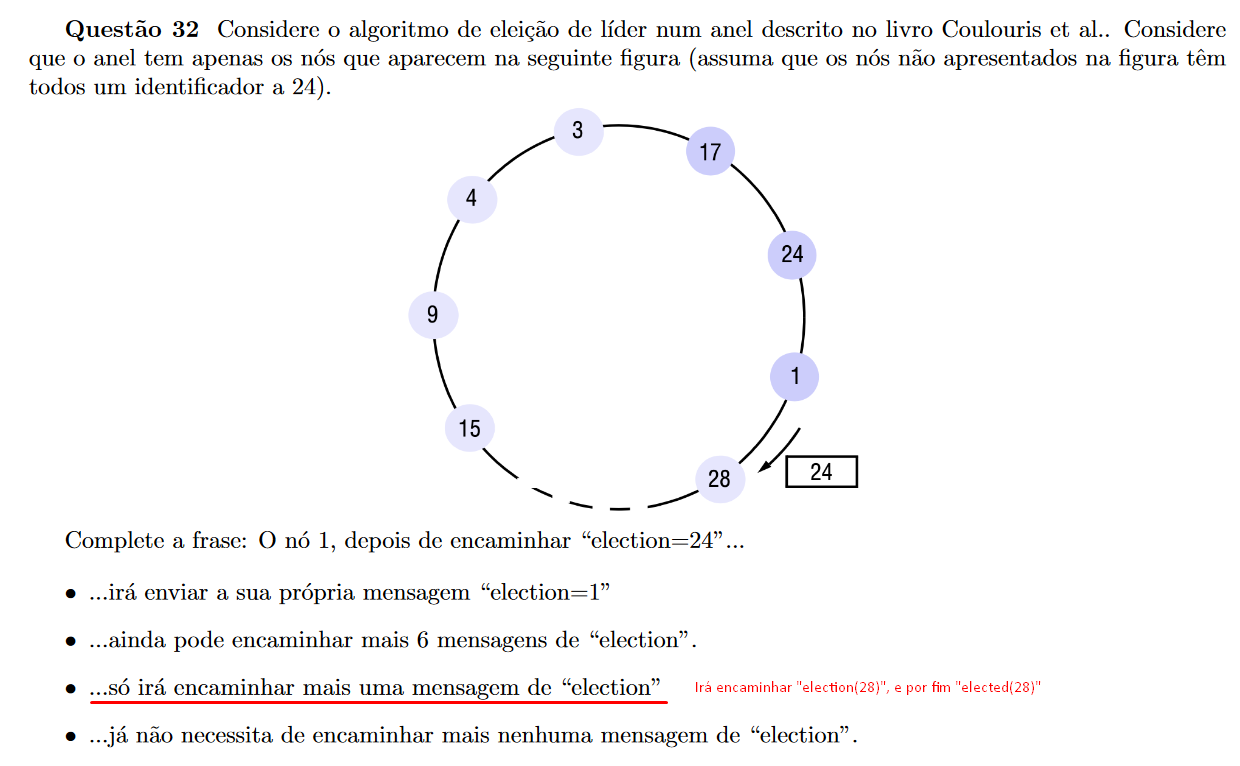 Questão 32 Considere o algoritmo de eleição de líder num anel descrito no livro Coulouris et al.. Considere
que o anel tem apenas os nós que aparecem na seguinte figura (assuma que os nós não apresentados na figura têm
todos um identificador a 24).
3
17
4
24
9
1
15
28
24
Complete a frase: O nó 1, depois de encaminhar “election=24”...
• ...irá enviar a sua própria mensagem “election=1”
• ...ainda pode encaminhar mais 6 mensagens de “election”.
• ...só irá encaminhar mais uma mensagem de “election” Irá encaminhar "election(28)", e por fim "elected(28)"
• ...já não necessita de encaminhar mais nenhuma mensagem de “election”.